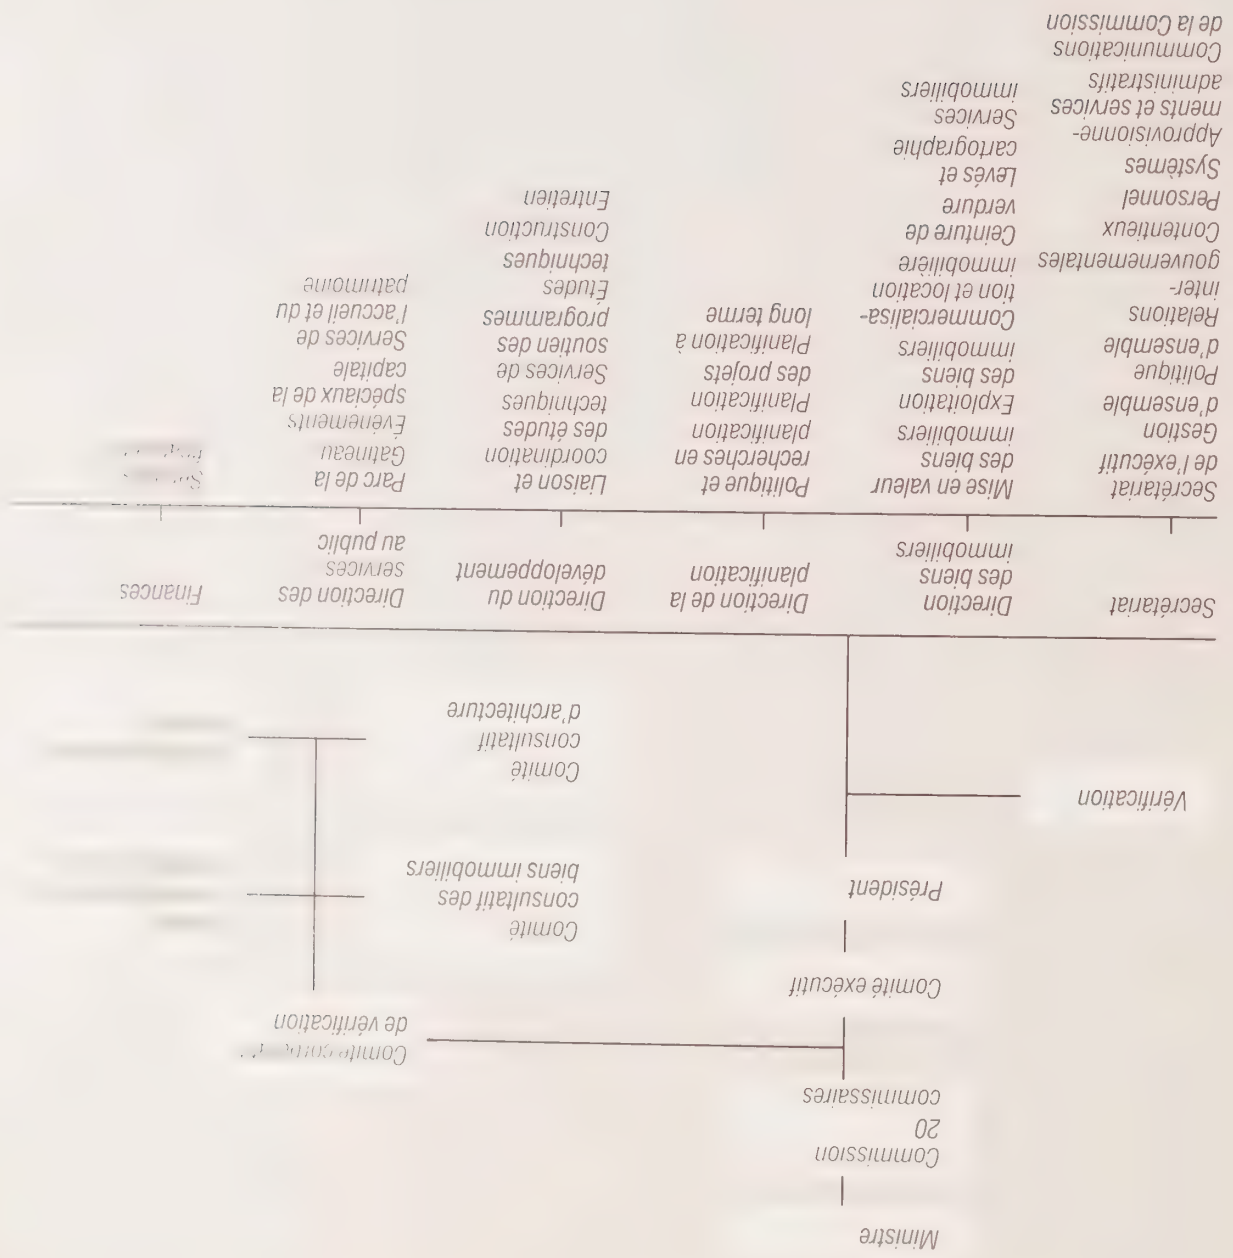 Ministre
Commission
20
commissaires
Comité
de vérification
Comité exécutif
Comité
consultatif des
biens immobiliers
Président
Vérification
Comité
consultatif
d'architecture
Secrétariat
Direction
des biens
immobiliers
Direction de la
planification
Direction du
développement
Direction des
services
au public
Finances
Secrétariat
de l'exécutif
Gestion
d'ensemble
Politique
d'ensemble
Relations
inter-
gouvernementales
Contentieux
Personnel
Systèmes
Approvisionne-
ments et services
administratifs
Communications
de la Commission
Mise en valeur
des biens
immobiliers
Exploitation
des biens
immobiliers
Commercialisa-
tion et location
immobilière
Ceinture de
verdure
Levés et
cartographie
Services
immobiliers
Politique et
recherches en
planification
Planification
des projets
Planification à
long terme
Liaison et
coordination
des études
techniques
Services de
soutien des
programmes
Études
techniques
Construction
Entretien
Parc de la
Gatineau
Événements
spéciaux de la
capitale
Services de
l'accueil et du
patrimoine